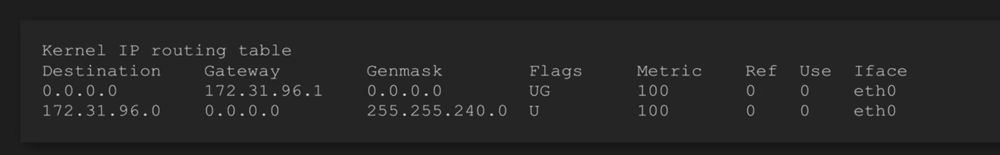 Kernel IP routing table
Destination    Gateway        Genmask        Flags    Metric    Ref  Use  Iface
0.0.0.0        172.31.96.1    0.0.0.0        UG       100       0    0    eth0
172.31.96.0    0.0.0.0        255.255.240.0  U        100       0    0    eth0